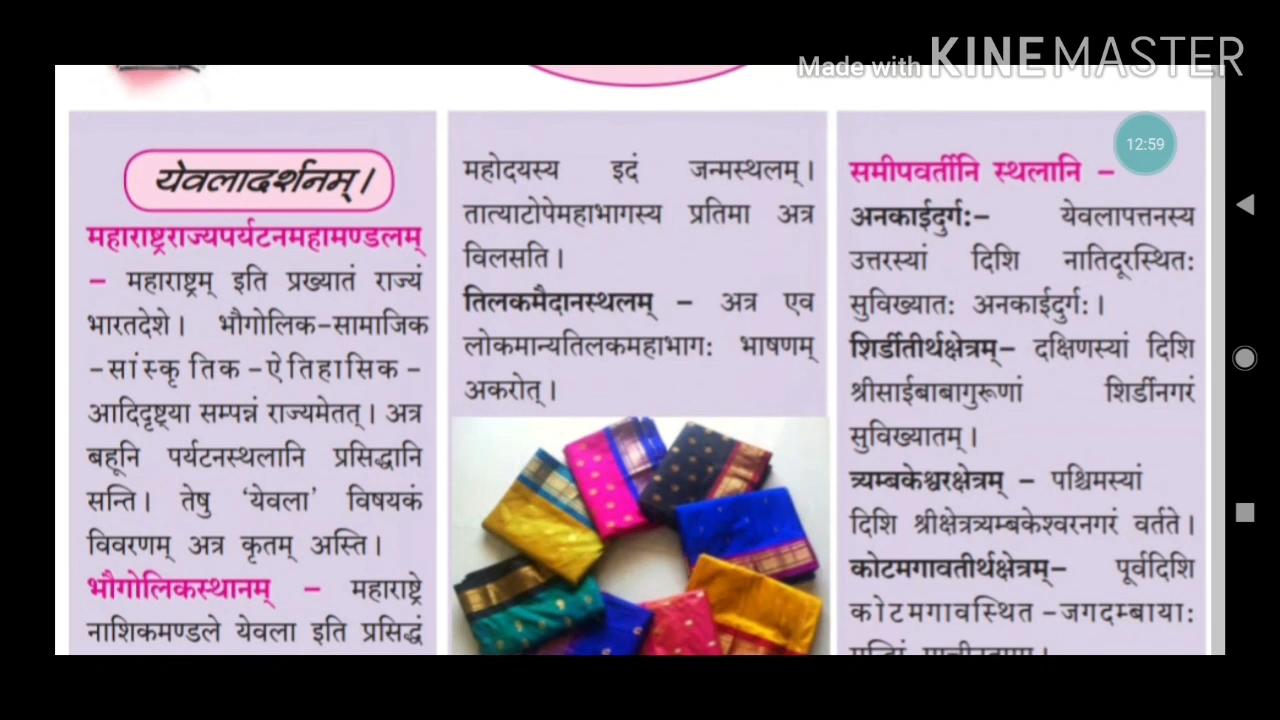 Made with KINEMASTER
12:59
येवलादर्शनम्।
महाराष्ट्रराज्यपर्यटनमहामण्डलम्
– महाराष्ट्रम् इति प्रख्यातं राज्यं
भारतदेशे। भौगोलिक-सामाजिक
-सांस्कृतिक-ऐतिहासिक-
आदिदृष्ट्या सम्पन्नं राज्यमेतत्। अत्र
बहूनि पर्यटनस्थलानि प्रसिद्धानि
सन्ति। तेषु ‘येवला’ विषयकं
विवरणम् अत्र कृतम् अस्ति।
भौगोलिकस्थानम् – महाराष्ट्रे
नाशिकमण्डले येवला इति प्रसिद्धं
महोदयस्य इदं जन्मस्थलम्।
तात्याटोपेमहाभागस्य प्रतिमा अत्र
विलसति।
तिलकमैदानस्थलम् – अत्र एव
लोकमान्यतिलकमहाभागः भाषणम्
अकरोत्।
समीपवर्तीनि स्थलानि –
अनकाईदुर्गः– येवलापत्तनस्य
उत्तरस्यां दिशि नातिदूरस्थितः
सुविख्यातः अनकाईदुर्गः।
शिर्डीतीर्थक्षेत्रम्– दक्षिणस्यां दिशि
श्रीसाईबाबागुरूणां शिर्डीनगरं
सुविख्यातम्।
त्र्यम्बकेश्वरक्षेत्रम् – पश्चिमस्यां
दिशि श्रीक्षेत्रत्र्यम्बकेश्वरनगरं वर्तते।
कोटमगावतीर्थक्षेत्रम्– पूर्वदिशि
कोटमगावस्थित-जगदम्बायाः